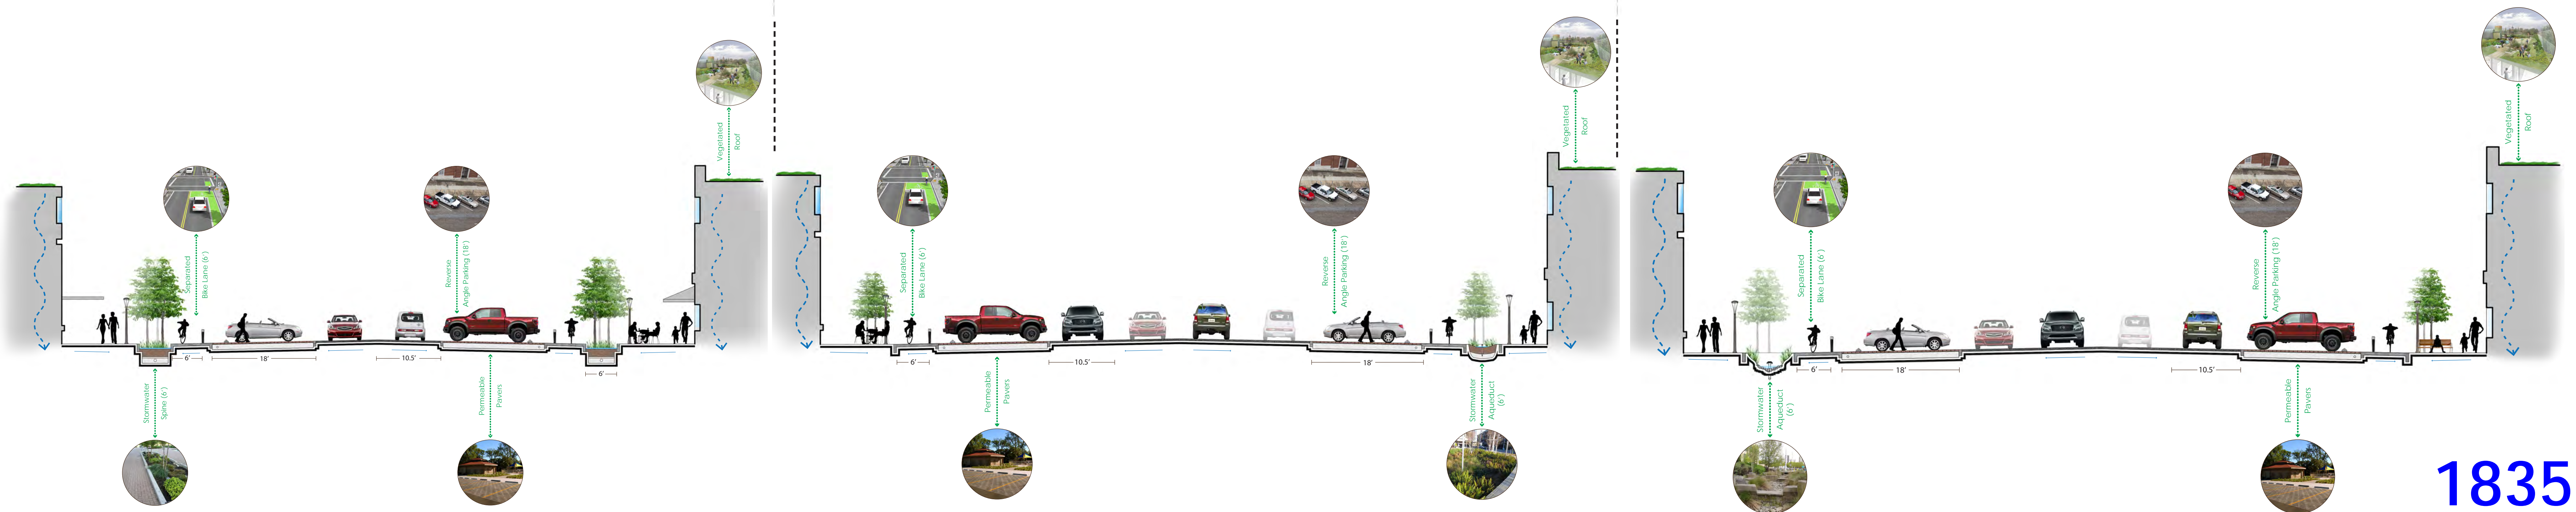 Vegetated
Roof
Separated
Bike Lane (6')
Reverse
Angle Parking (18')
6'
18'
10.5'
6'
Stormwater
Spine (6')
Permeable
Pavers
Vegetated
Roof
Separated
Bike Lane (6')
Reverse
Angle Parking (18')
6'
10.5'
18'
Permeable
Pavers
Stormwater
Aqueduct
(6')
Vegetated
Roof
Separated
Bike Lane (6')
Reverse
Angle Parking (18')
6'
18'
10.5'
Stormwater
Aqueduct
(6')
Permeable
Pavers
1835